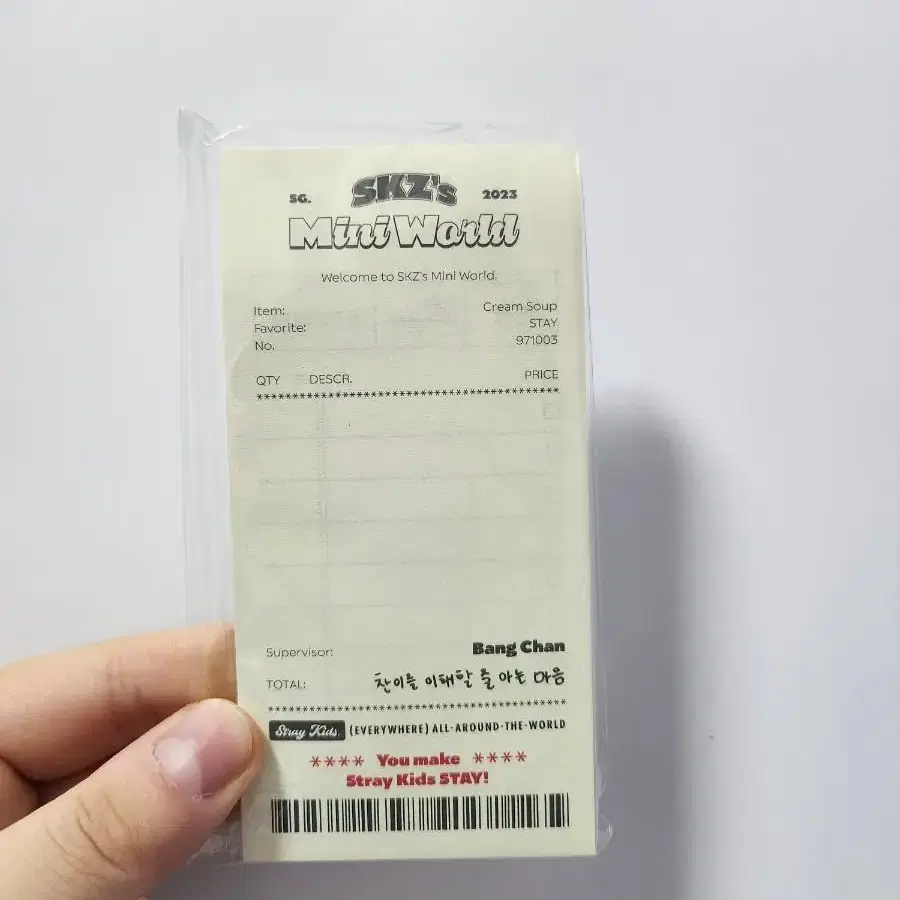 SG. SKZ's 2023
Mini World
Welcome to SKZ's Mini World.
Item: Cream Soup
Favorite: STAY
No. 971003
QTY DESCR. PRICE
****************************************
Supervisor: Bang Chan
TOTAL: 찬이를 이해할 줄 아는 마음
****************************************
Stray Kids. (EVERYWHERE) ALL·AROUND·THE·WORLD
**** You make ****
Stray Kids STAY!